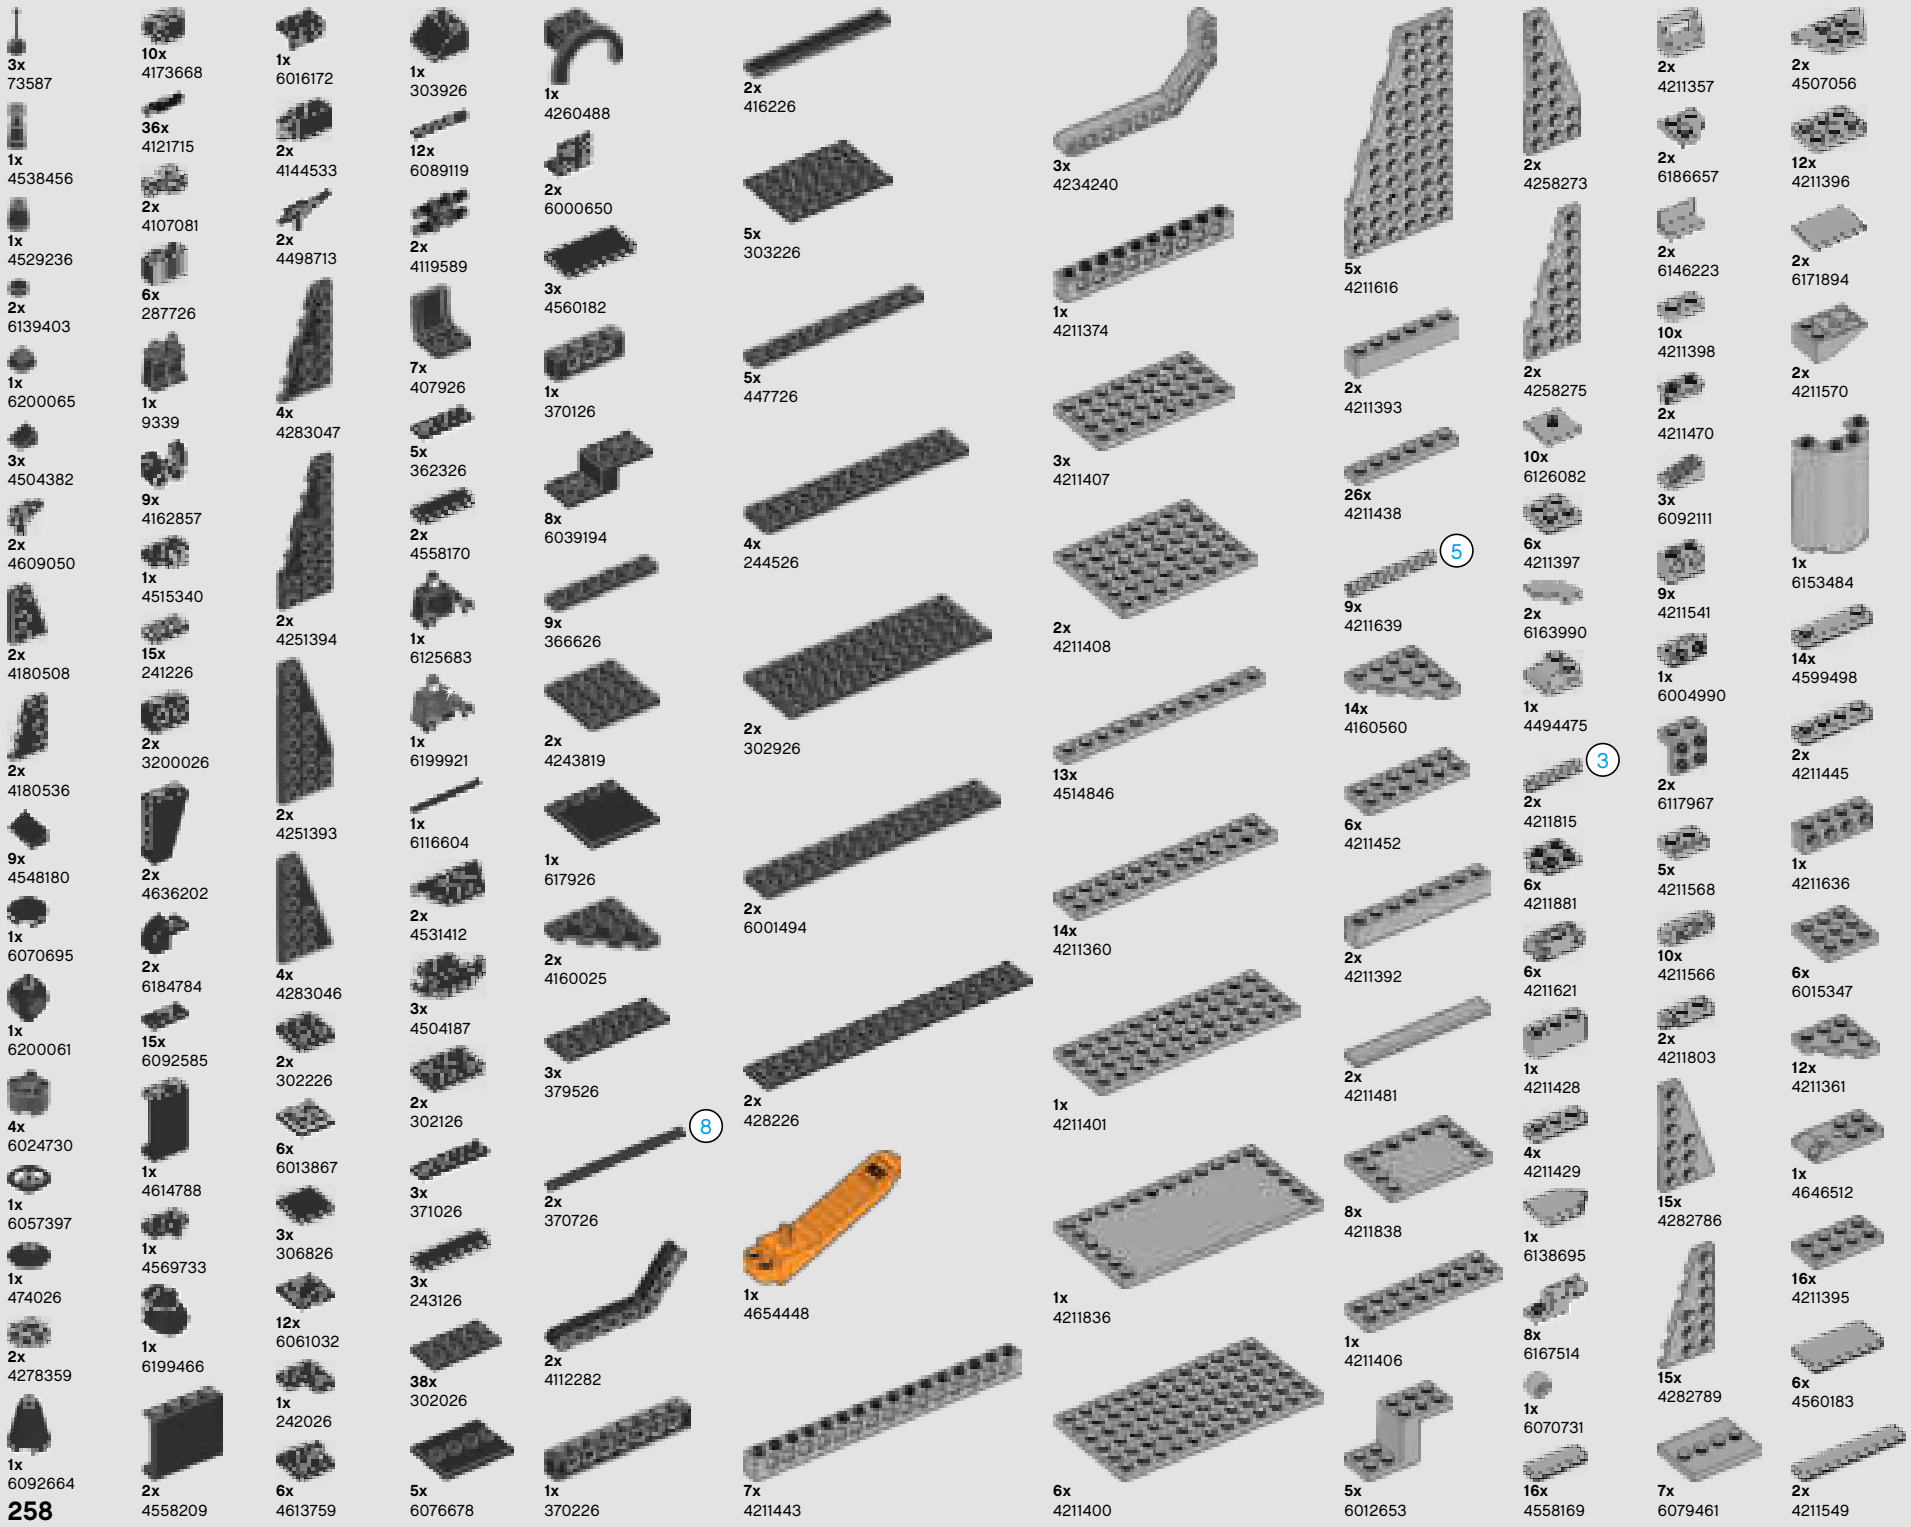 3x
73587
1x
4538456
1x
4529236
2x
6139403
1x
6200065
3x
4504382
2x
4609050
2x
4180508
2x
4180536
9x
4548180
1x
6070695
1x
6200061
4x
6024730
1x
6057397
1x
474026
2x
4278359
1x
6092664
258
10x
4173668
36x
4121715
2x
4107081
6x
287726
1x
9339
9x
4162857
1x
4515340
15x
241226
2x
3200026
2x
4636202
2x
6184784
15x
6092585
1x
4614788
1x
4569733
1x
6199466
2x
4558209
1x
6016172
2x
4144533
2x
4498713
4x
4283047
2x
4251394
2x
4251393
4x
4283046
2x
302226
6x
6013867
3x
306826
12x
6061032
1x
242026
6x
4613759
1x
303926
12x
6089119
2x
4119589
7x
407926
5x
362326
2x
4558170
1x
6125683
1x
6199921
1x
6116604
2x
4531412
3x
4504187
2x
302126
3x
371026
3x
243126
38x
302026
5x
6076678
1x
4260488
2x
6000650
3x
4560182
1x
370126
8x
6039194
9x
366626
2x
4243819
1x
617926
2x
4160025
3x
379526
8
2x
370726
2x
4112282
1x
370226
2x
416226
5x
303226
5x
447726
4x
244526
2x
302926
2x
6001494
2x
428226
1x
4654448
7x
4211443
3x
4234240
1x
4211374
3x
4211407
2x
4211408
13x
4514846
14x
4211360
1x
4211401
1x
4211836
6x
4211400
5x
4211616
2x
4211393
26x
4211438
5
9x
4211639
14x
4160560
6x
4211452
2x
4211392
2x
4211481
8x
4211838
1x
4211406
5x
6012653
2x
4258273
2x
4258275
10x
6126082
6x
4211397
2x
6163990
1x
4494475
3
2x
4211815
6x
4211881
6x
4211621
1x
4211428
4x
4211429
1x
6138695
8x
6167514
1x
6070731
16x
4558169
2x
4211357
2x
6186657
2x
6146223
10x
4211398
2x
4211470
3x
6092111
9x
4211541
1x
6004990
2x
6117967
5x
4211568
10x
4211566
2x
4211803
15x
4282786
15x
4282789
7x
6079461
2x
4507056
12x
4211396
2x
6171894
2x
4211570
1x
6153484
14x
4599498
2x
4211445
1x
4211636
6x
6015347
12x
4211361
1x
4646512
16x
4211395
6x
4560183
2x
4211549